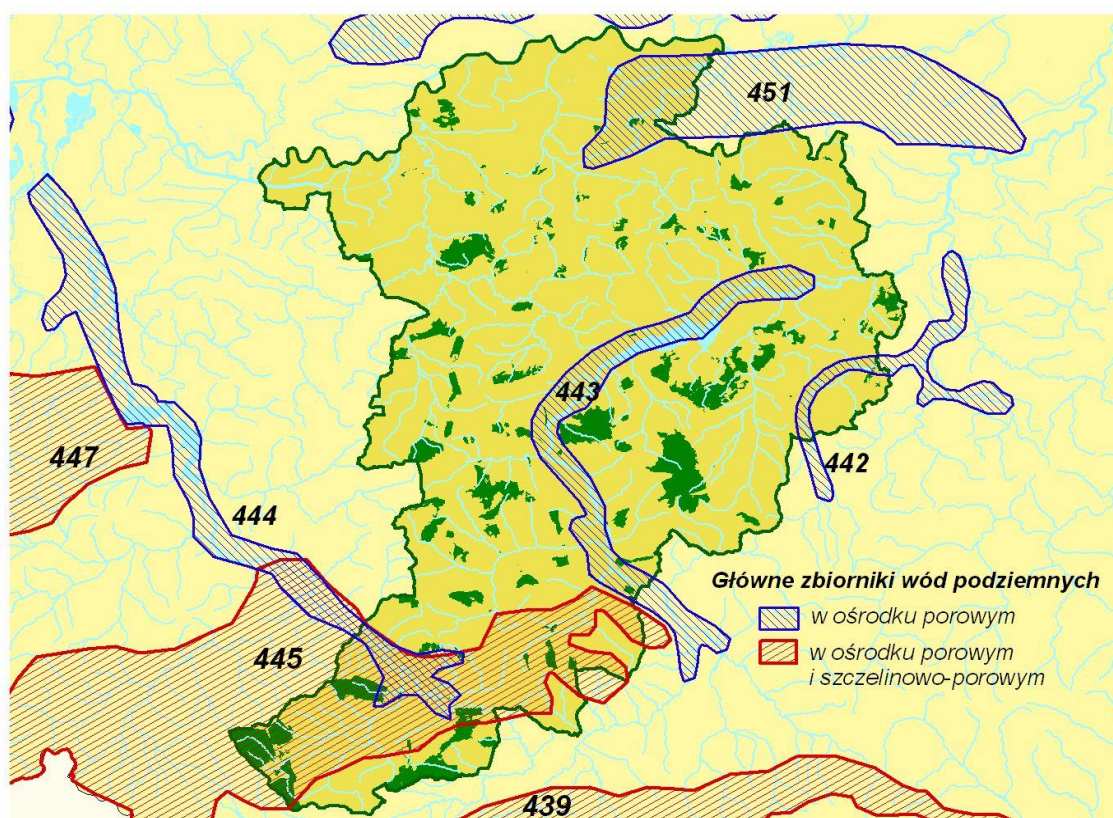 451
443
442
447
444
445
439
Główne zbiorniki wód podziemnych
w ośrodku porowym
w ośrodku porowym
i szczelinowo-porowym